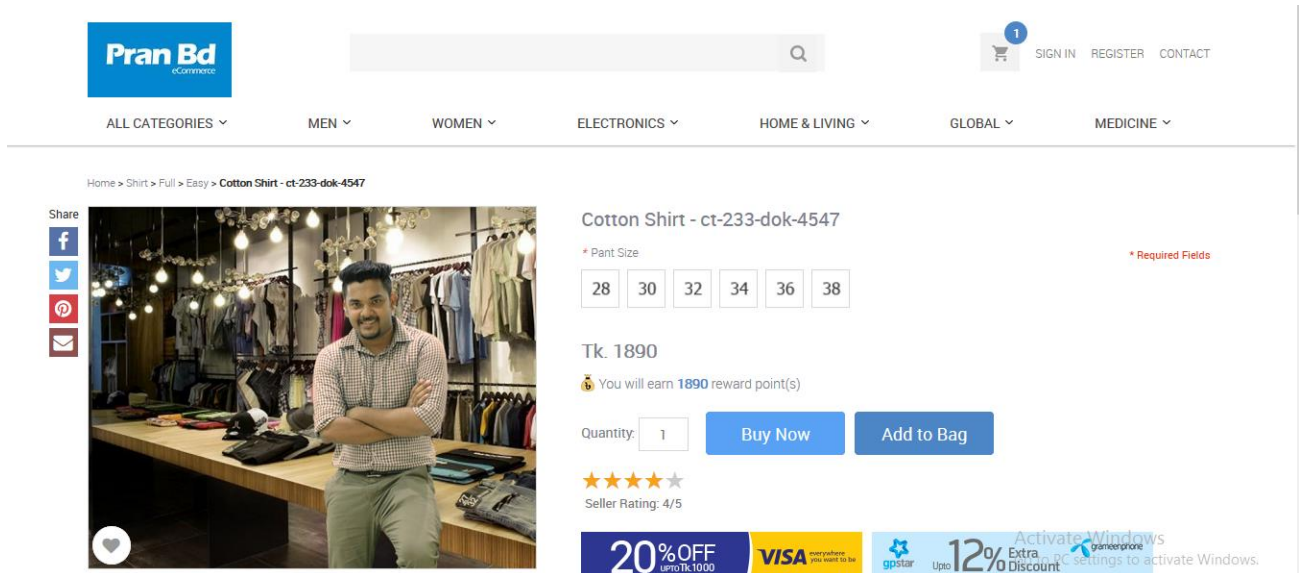 Pran Bd
eCommerce
1
SIGN IN REGISTER CONTACT
ALL CATEGORIES MEN WOMEN ELECTRONICS HOME & LIVING GLOBAL MEDICINE
Home > Shirt > Full > Easy > Cotton Shirt - ct-233-dok-4547
Share
Cotton Shirt - ct-233-dok-4547
* Pant Size
* Required Fields
28 30 32 34 36 38
Tk. 1890
You will earn 1890 reward point(s)
Quantity: 1 Buy Now Add to Bag
Seller Rating: 4/5
20% OFF
UPTO Tk.1000
VISA everywhere
you want to be
gpstar
Upto 12% Extra
Discount
grameenphone
Activate Windows
to PC settings to activate Windows.